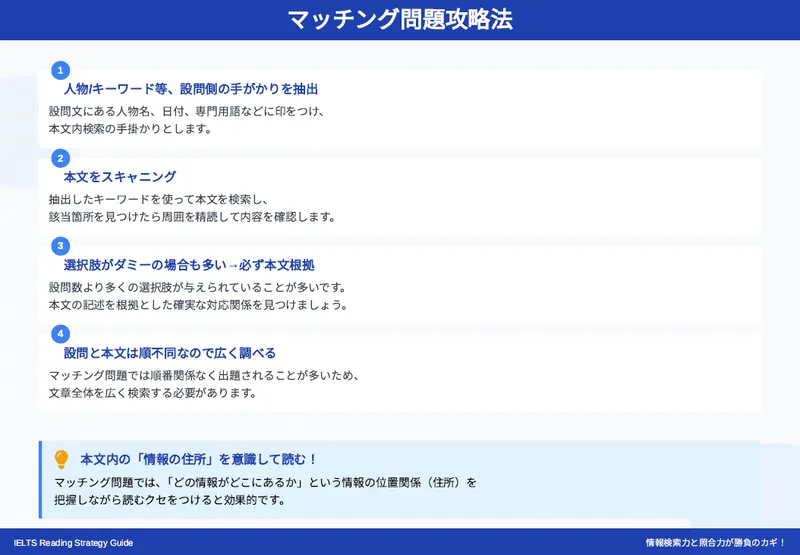 マッチング問題攻略法
1
人物/キーワード等、設問側の手がかりを抽出
設問文にある人物名、日付、専門用語などに印をつけ、
本文内検索の手掛かりとします。
2
本文をスキャニング
抽出したキーワードを使って本文を検索し、
該当箇所を見つけたら周囲を精読して内容を確認します。
3
選択肢がダミーの場合も多い→必ず本文根拠
設問数より多くの選択肢が与えられていることが多いです。
本文の記述を根拠とした確実な対応関係を見つけましょう。
4
設問と本文は順不同なので広く調べる
マッチング問題では順番関係なく出題されることが多いため、
文章全体を広く検索する必要があります。
本文内の「情報の住所」を意識して読む！
マッチング問題では、「どの情報がどこにあるか」という情報の位置関係（住所）を
把握しながら読むクセをつけると効果的です。
IELTS Reading Strategy Guide
情報検索力と照合力が勝負のカギ！